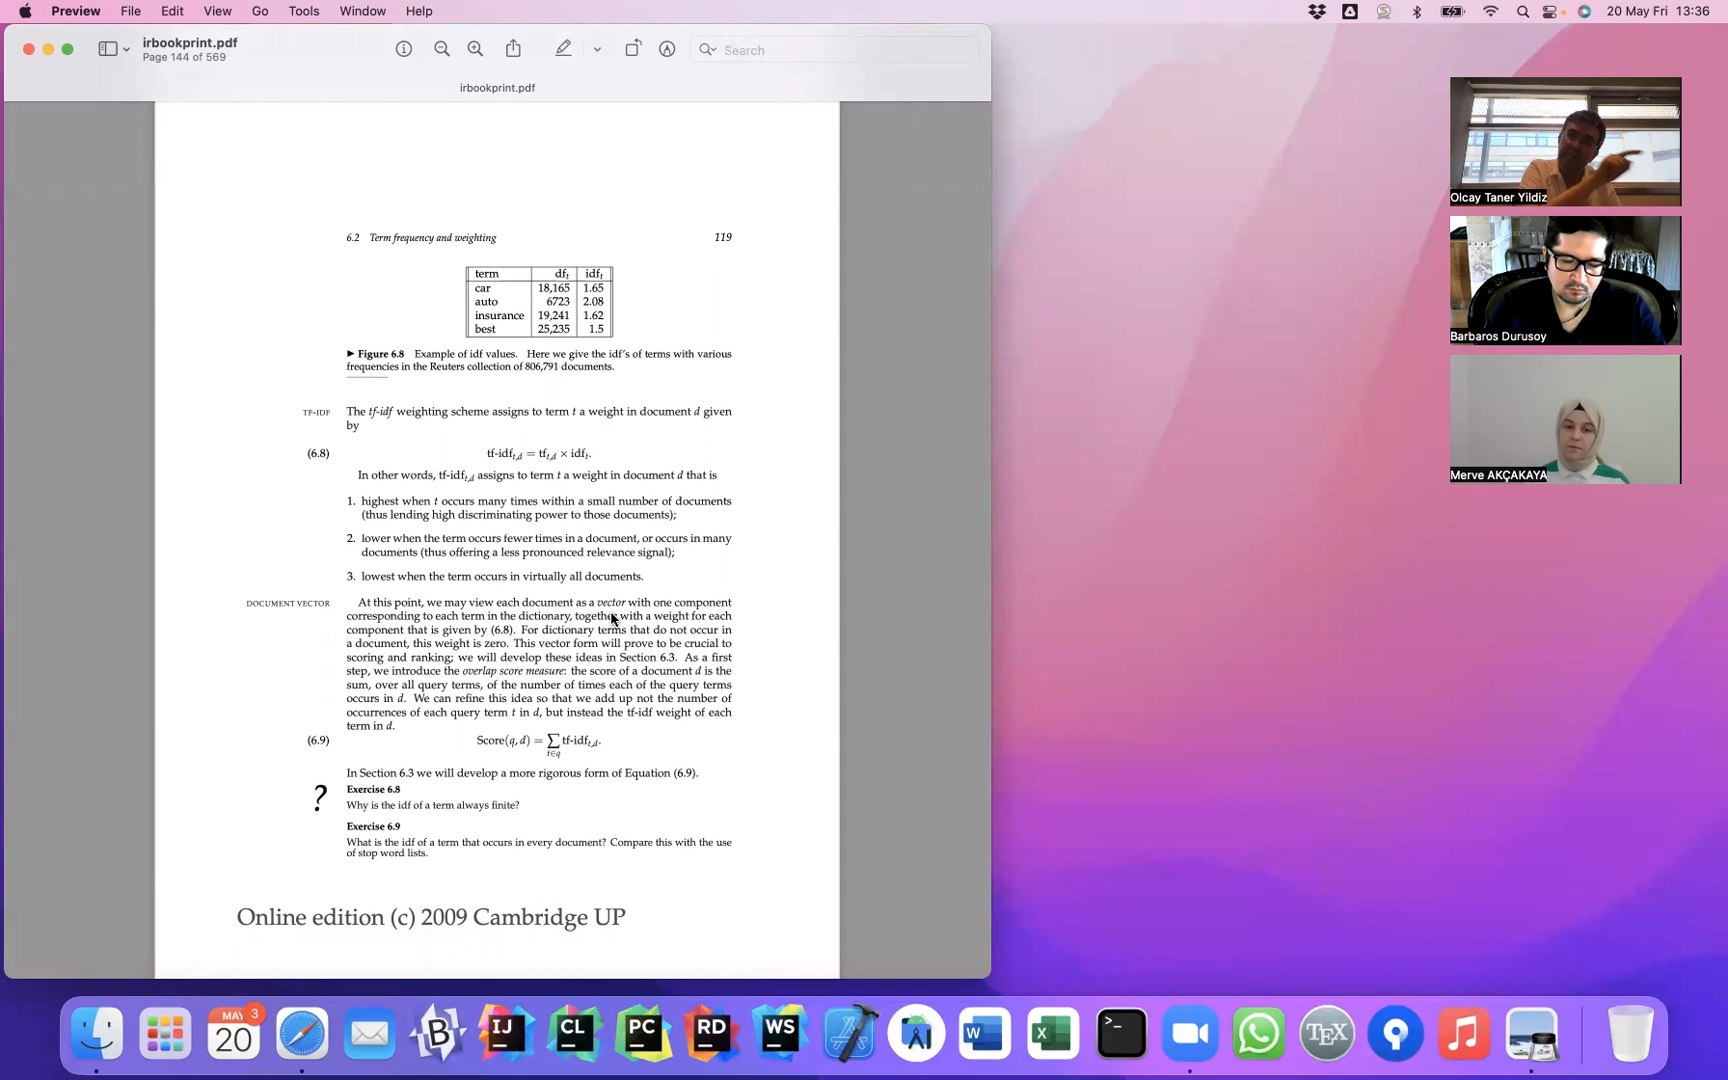 Preview File Edit View Go Tools Window Help
20 May Fri 13:36
irbookprint.pdf
Page 144 of 569
Search
irbookprint.pdf
Olcay Taner Yildiz
Barbaros Durusoy
Merve AKÇAKAYA
6.2 Term frequency and weighting 119
term df_t idf_t
car 18,165 1.65
auto 6723 2.08
insurance 19,241 1.62
best 25,235 1.5
► Figure 6.8 Example of idf values. Here we give the idf's of terms with various
frequencies in the Reuters collection of 806,791 documents.
TF-IDF The tf-idf weighting scheme assigns to term t a weight in document d given
by
(6.8) tf-idf_{t,d} = tf_{t,d} × idf_t.
In other words, tf-idf_{t,d} assigns to term t a weight in document d that is
1. highest when t occurs many times within a small number of documents
(thus lending high discriminating power to those documents);
2. lower when the term occurs fewer times in a document, or occurs in many
documents (thus offering a less pronounced relevance signal);
3. lowest when the term occurs in virtually all documents.
DOCUMENT VECTOR At this point, we may view each document as a vector with one component
corresponding to each term in the dictionary, together with a weight for each
component that is given by (6.8). For dictionary terms that do not occur in
a document, this weight is zero. This vector form will prove to be crucial to
scoring and ranking; we will develop these ideas in Section 6.3. As a first
step, we introduce the overlap score measure: the score of a document d is the
sum, over all query terms, of the number of times each of the query terms
occurs in d. We can refine this idea so that we add up not the number of
occurrences of each query term t in d, but instead the tf-idf weight of each
term in d.
(6.9) Score(q, d) = ∑_{t∈q} tf-idf_{t,d}.
In Section 6.3 we will develop a more rigorous form of Equation (6.9).
? Exercise 6.8
Why is the idf of a term always finite?
Exercise 6.9
What is the idf of a term that occurs in every document? Compare this with the use
of stop word lists.
Online edition (c) 2009 Cambridge UP
MAY 3
20
IJ CL PC RD WS W X >_ TEX